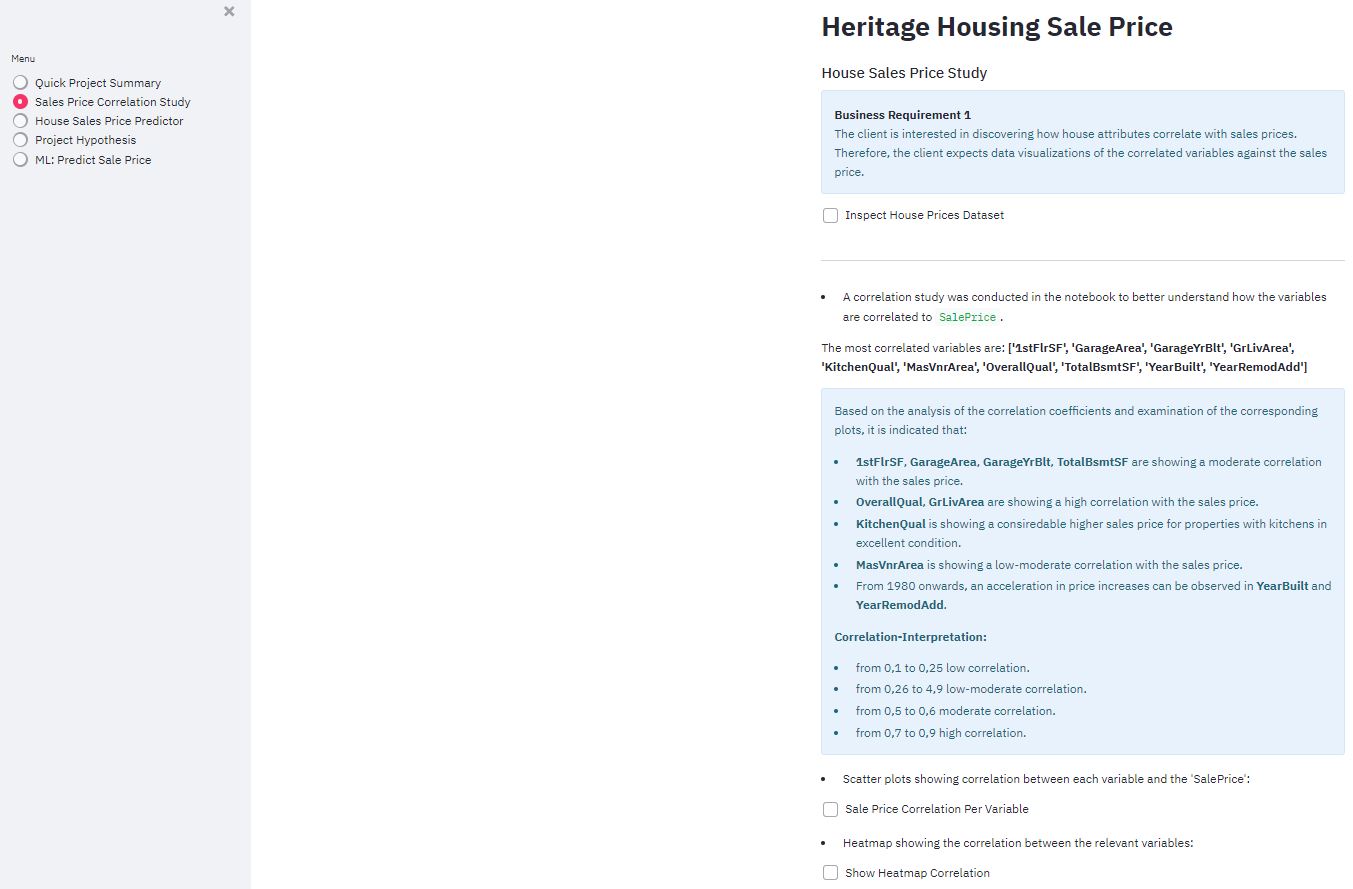 Menu
Quick Project Summary
Sales Price Correlation Study
House Sales Price Predictor
Project Hypothesis
ML: Predict Sale Price
Heritage Housing Sale Price
House Sales Price Study
Business Requirement 1
The client is interested in discovering how house attributes correlate with sales prices.
Therefore, the client expects data visualizations of the correlated variables against the sales
price.
Inspect House Prices Dataset
• A correlation study was conducted in the notebook to better understand how the variables
are correlated to SalePrice .
The most correlated variables are: ['1stFlrSF', 'GarageArea', 'GarageYrBlt', 'GrLivArea',
'KitchenQual', 'MasVnrArea', 'OverallQual', 'TotalBsmtSF', 'YearBuilt', 'YearRemodAdd']
Based on the analysis of the correlation coefficients and examination of the corresponding
plots, it is indicated that:
• 1stFlrSF, GarageArea, GarageYrBlt, TotalBsmtSF are showing a moderate correlation
with the sales price.
• OverallQual, GrLivArea are showing a high correlation with the sales price.
• KitchenQual is showing a consiredable higher sales price for properties with kitchens in
excellent condition.
• MasVnrArea is showing a low-moderate correlation with the sales price.
• From 1980 onwards, an acceleration in price increases can be observed in YearBuilt and
YearRemodAdd.
Correlation-Interpretation:
• from 0,1 to 0,25 low correlation.
• from 0,26 to 4,9 low-moderate correlation.
• from 0,5 to 0,6 moderate correlation.
• from 0,7 to 0,9 high correlation.
• Scatter plots showing correlation between each variable and the 'SalePrice':
Sale Price Correlation Per Variable
• Heatmap showing the correlation between the relevant variables:
Show Heatmap Correlation